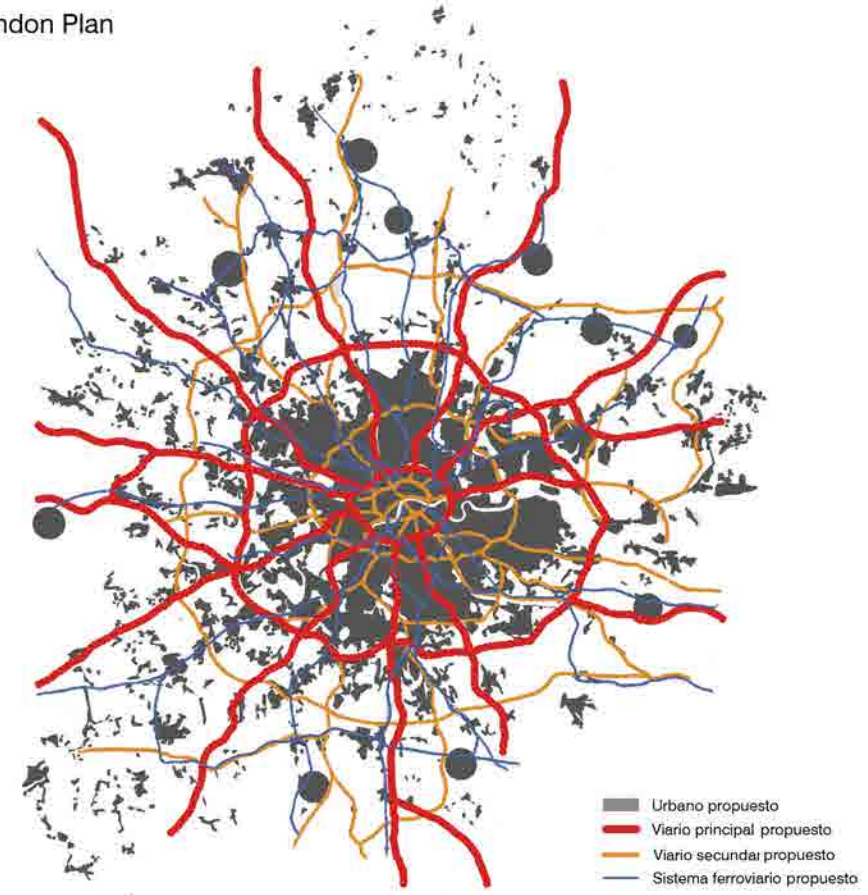 ndon Plan
Urbano propuesto
Viario principal propuesto
Viario secundar propuesto
Sistema ferroviario propuesto